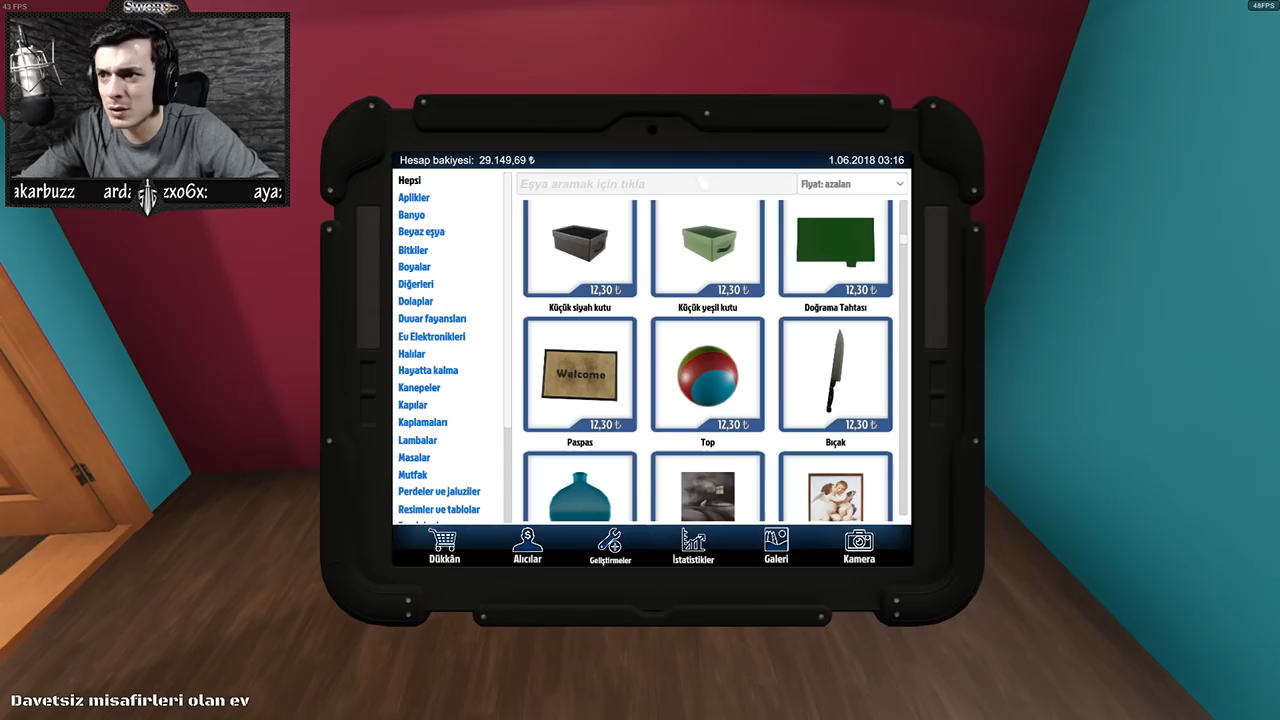 43 FPS
Sworp
48FPS
akarbuzz arda zxo6x: aya:
Hesap bakiyesi: 29.149,69 ₺
1.06.2018 03:16
Hepsi
Aplikler
Banyo
Beyaz eşya
Bitkiler
Boyalar
Diğerleri
Dolaplar
Duvar fayansları
Ev Elektronikleri
Halılar
Hayatta kalma
Kanepeler
Kapılar
Kaplamaları
Lambalar
Masalar
Mutfak
Perdeler ve jaluziler
Resimler ve tablolar
Eşya aramak için tıkla
Fiyat: azalan
12,30 ₺ 12,30 ₺ 12,30 ₺
Küçük siyah kutu Küçük yeşil kutu Doğrama Tahtası
Welcome
12,30 ₺ 12,30 ₺ 12,30 ₺
Paspas Top Bıçak
Dükkân Alıcılar Geliştirmeler İstatistikler Galeri Kamera
Davetsiz misafirleri olan ev